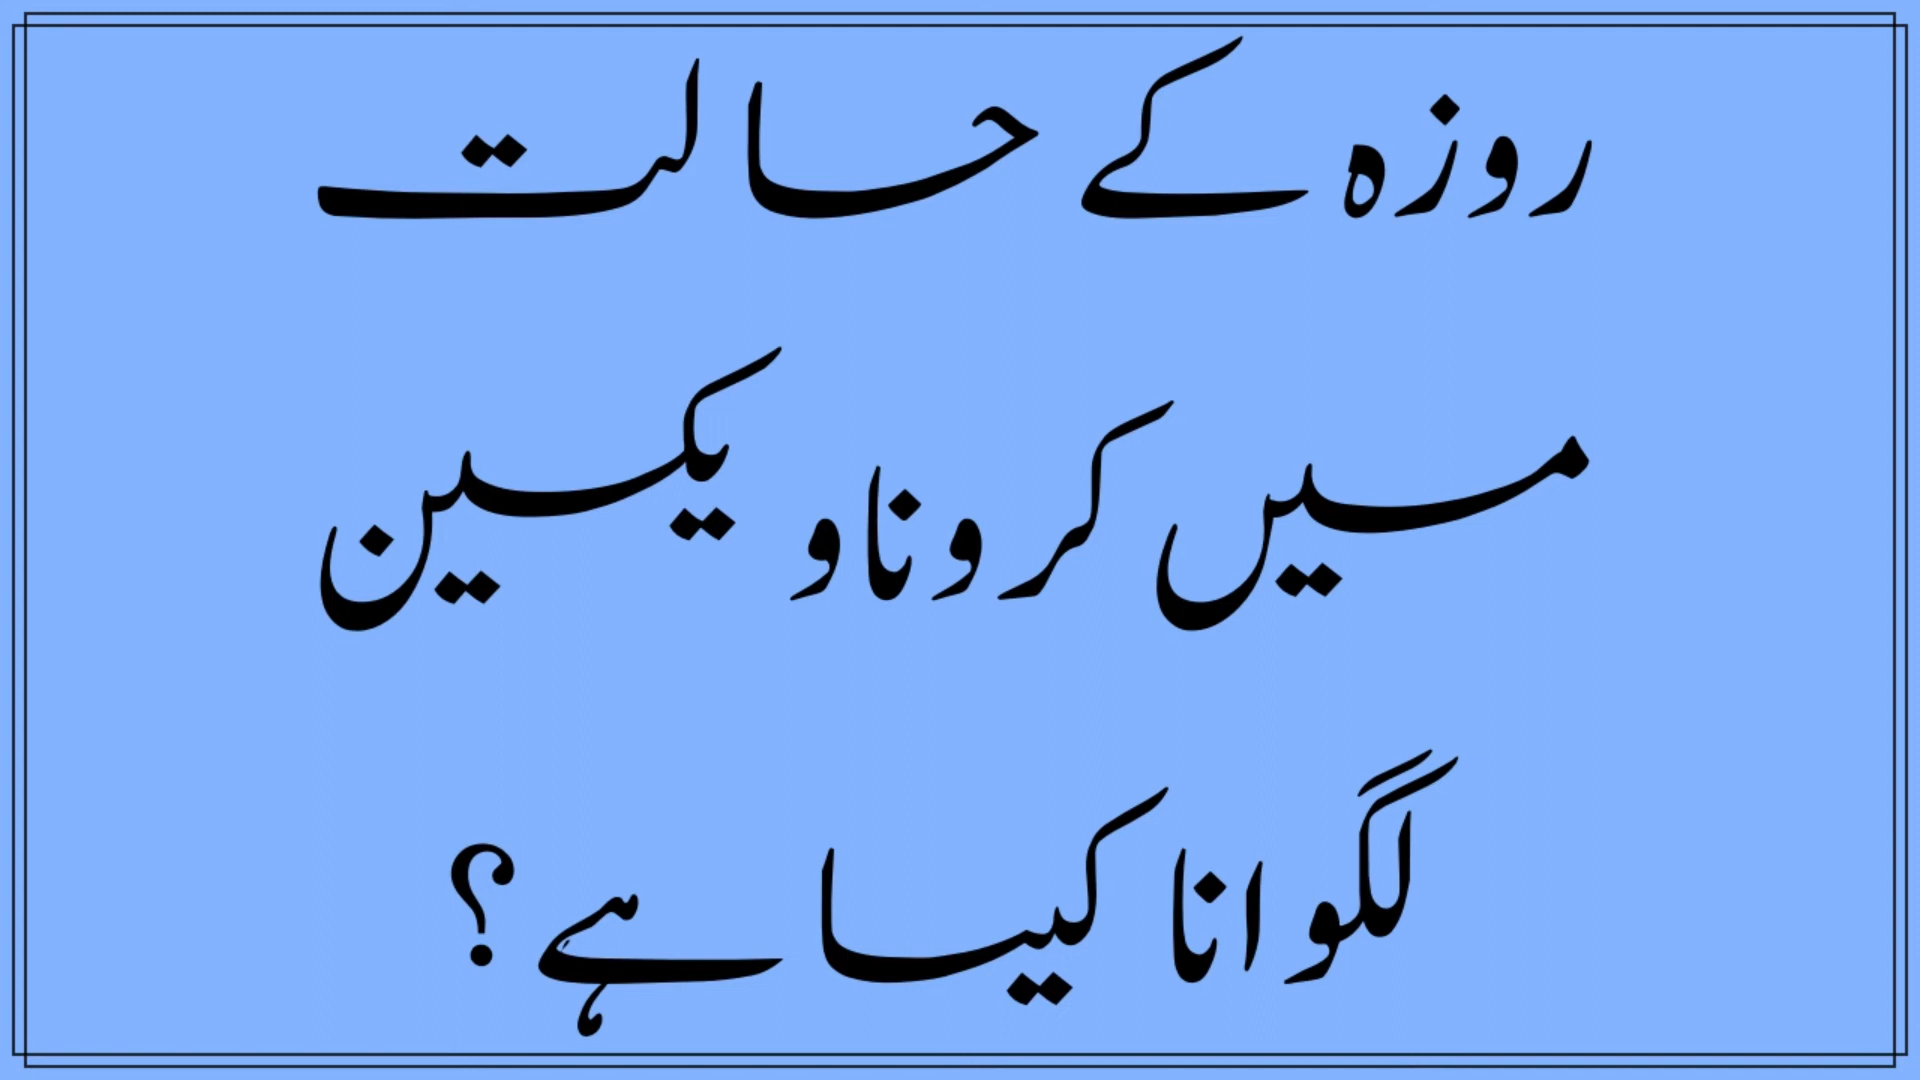 روزہ کے حالت
میں کرونا ویکسین
لگوانا کیسا ہے؟